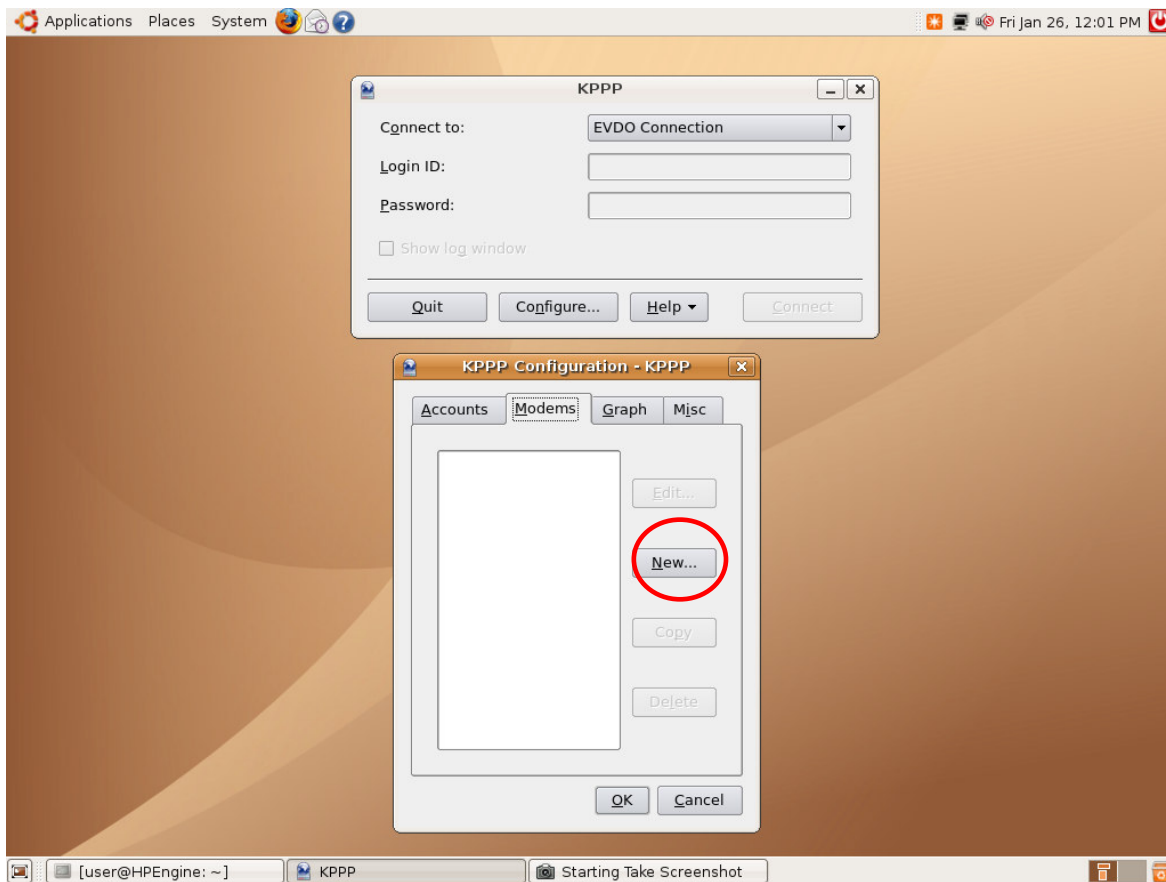 Applications Places System Fri Jan 26, 12:01 PM
KPPP
Connect to: EVDO Connection
Login ID:
Password:
Show log window
Quit Configure... Help Connect
KPPP Configuration - KPPP
Accounts Modems Graph Misc
Edit...
New...
Copy
Delete
OK Cancel
[user@HPEngine: ~] KPPP Starting Take Screenshot